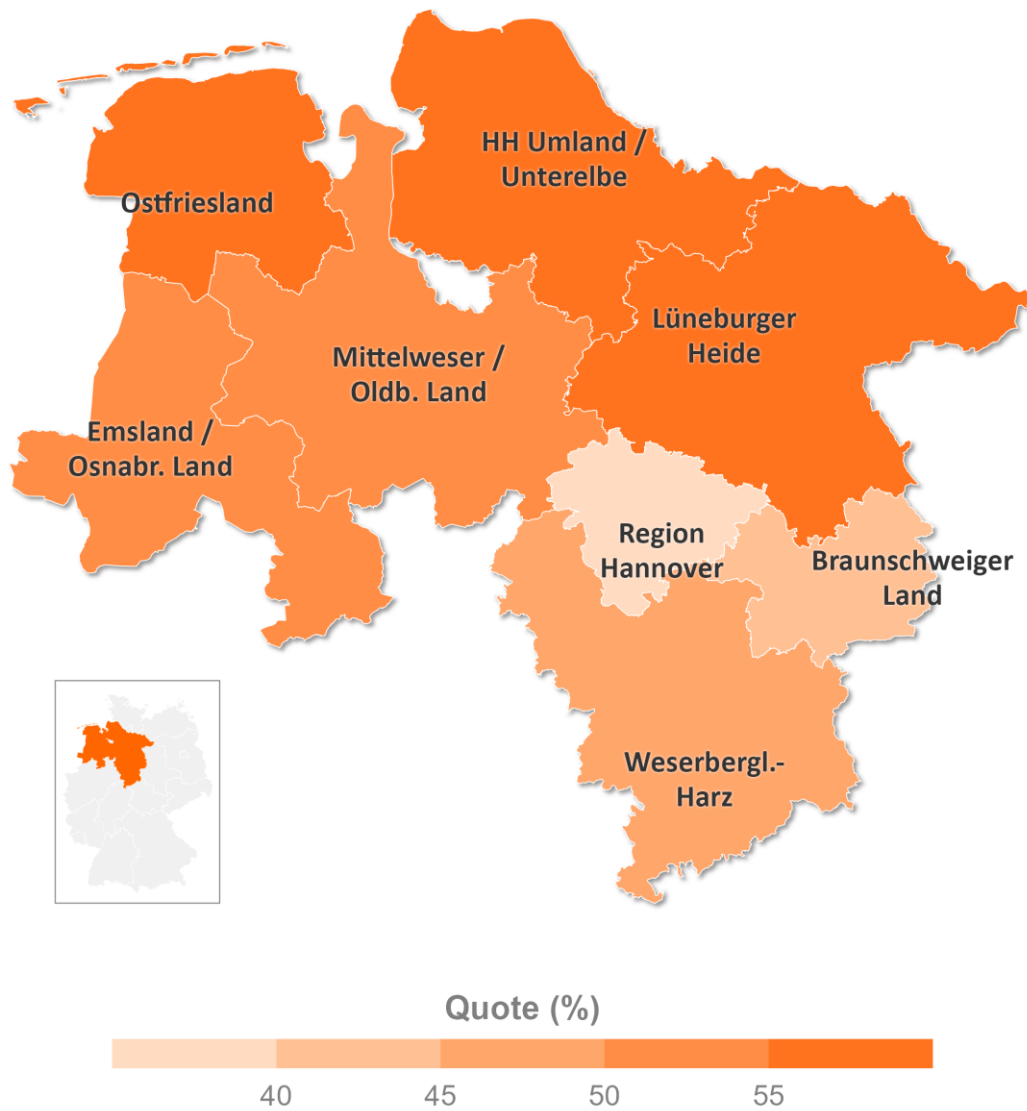 HH Umland /
Unterelbe
Ostfriesland
Lüneburger
Heide
Mittelweser /
Oldb. Land
Emsland /
Osnabr. Land
Region
Hannover
Braunschweiger
Land
Weserbergl.-
Harz
Quote (%)
40 45 50 55